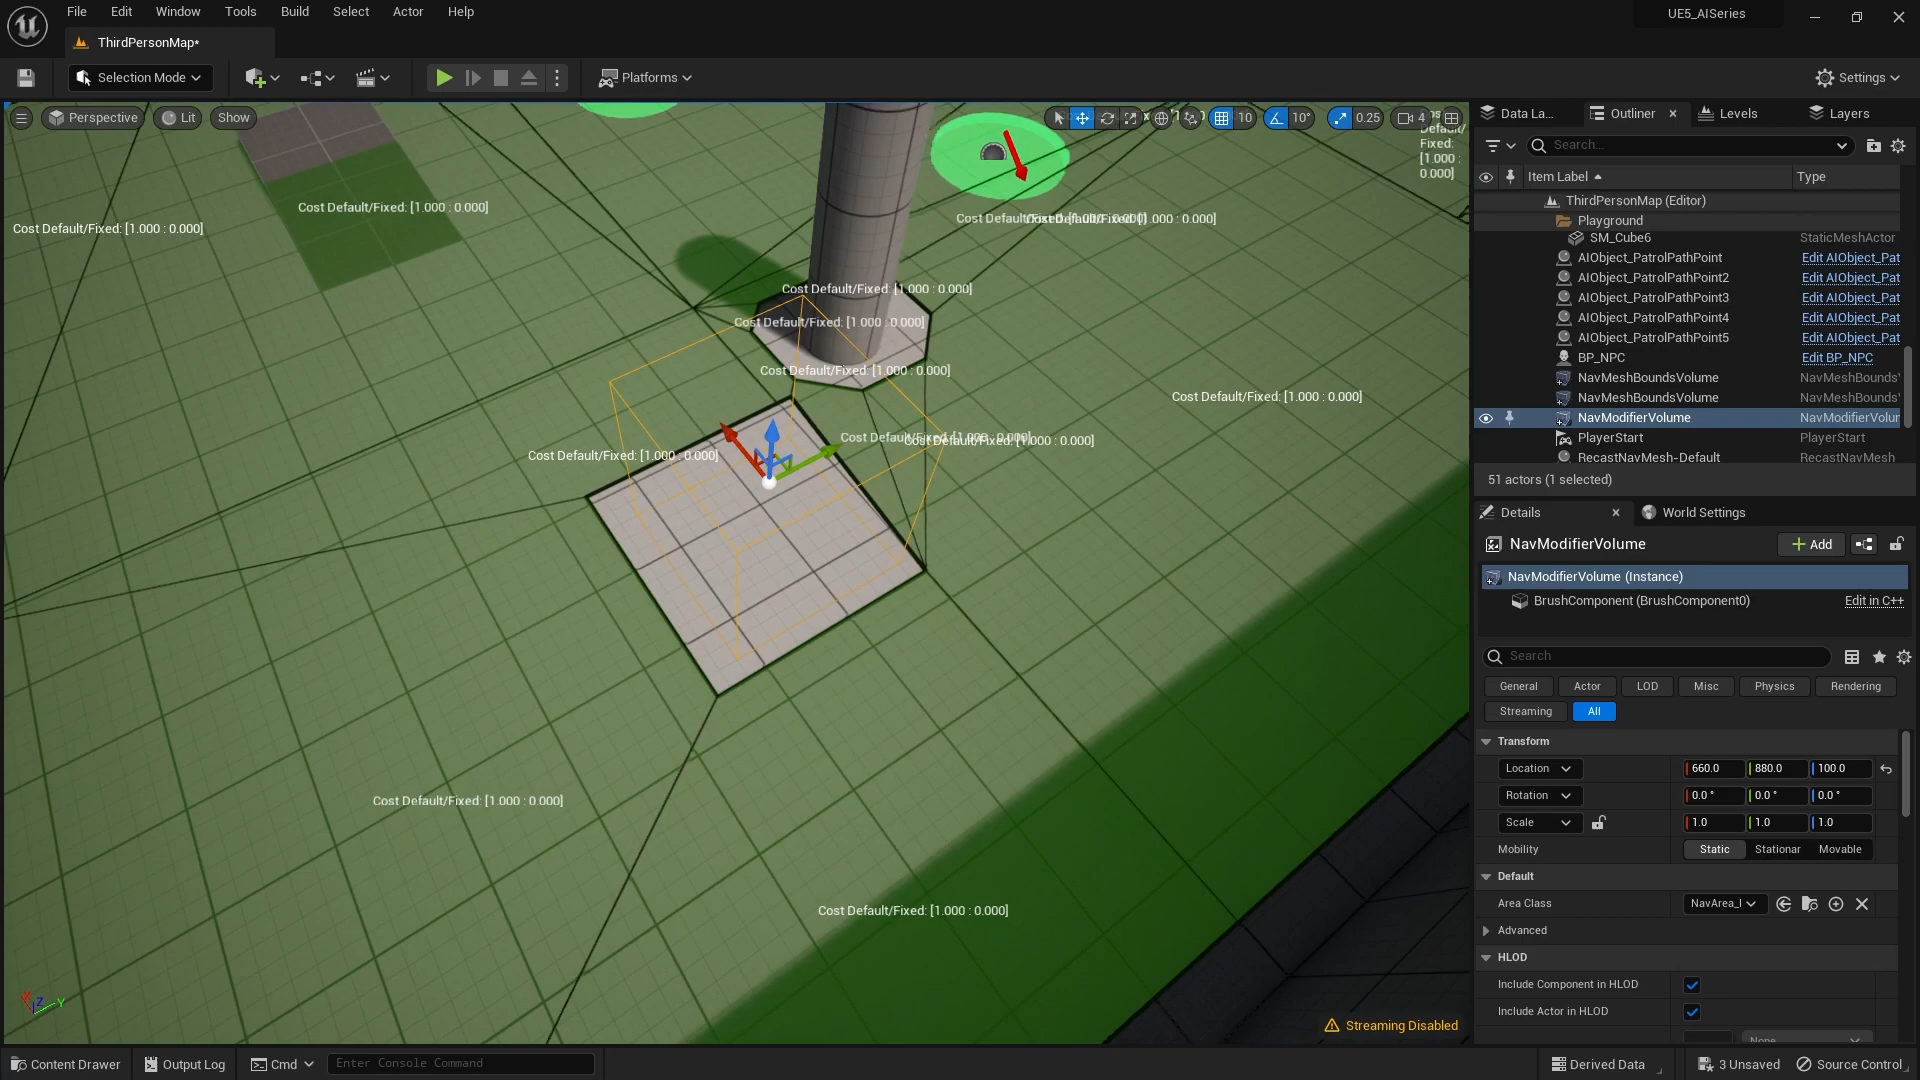 File Edit Window Tools Build Select Actor Help
UE5_AISeries
ThirdPersonMap*
Selection Mode
Platforms
Settings
Perspective Lit Show
10 10° 0.25 4
Default/
Fixed:
[1.000 :
0.000]
Cost Default/Fixed: [1.000 : 0.000]
Cost Default/Fixed: [1.000 : 0.000]
Cost Default/Fixed: [1.000 : 0.000]
Cost Default/Fixed: [1.000 : 0.000]
Cost Default/Fixed: [1.000 : 0.000]
Cost Default/Fixed: [1.000 : 0.000]
Cost Default/Fixed: [1.000 : 0.000]
Cost Default/Fixed: [1.000 : 0.000]
Cost Default/Fixed: [1.000 : 0.000]
Cost Default/Fixed: [1.000 : 0.000]
Cost Default/Fixed: [1.000 : 0.000]
Cost Default/Fixed: [1.000 : 0.000]
X Z Y
Streaming Disabled
Data La... Outliner Levels Layers
Search...
Item Label Type
ThirdPersonMap (Editor)
Playground
SM_Cube6 StaticMeshActor
AIObject_PatrolPathPoint Edit AIObject_Pat
AIObject_PatrolPathPoint2 Edit AIObject_Pat
AIObject_PatrolPathPoint3 Edit AIObject_Pat
AIObject_PatrolPathPoint4 Edit AIObject_Pat
AIObject_PatrolPathPoint5 Edit AIObject_Pat
BP_NPC Edit BP_NPC
NavMeshBoundsVolume NavMeshBounds
NavMeshBoundsVolume NavMeshBounds
NavModifierVolume NavModifierVolur
PlayerStart PlayerStart
RecastNavMesh-Default RecastNavMesh
51 actors (1 selected)
Details World Settings
NavModifierVolume
Add
NavModifierVolume (Instance)
BrushComponent (BrushComponent0) Edit in C++
Search
General Actor LOD Misc Physics Rendering
Streaming All
Transform
Location 660.0 880.0 100.0
Rotation 0.0 ° 0.0 ° 0.0 °
Scale 1.0 1.0 1.0
Mobility Static Stationar Movable
Default
Area Class NavArea_
Advanced
HLOD
Include Component in HLOD
Include Actor in HLOD
None
Content Drawer Output Log Cmd Enter Console Command
Derived Data 3 Unsaved Source Control